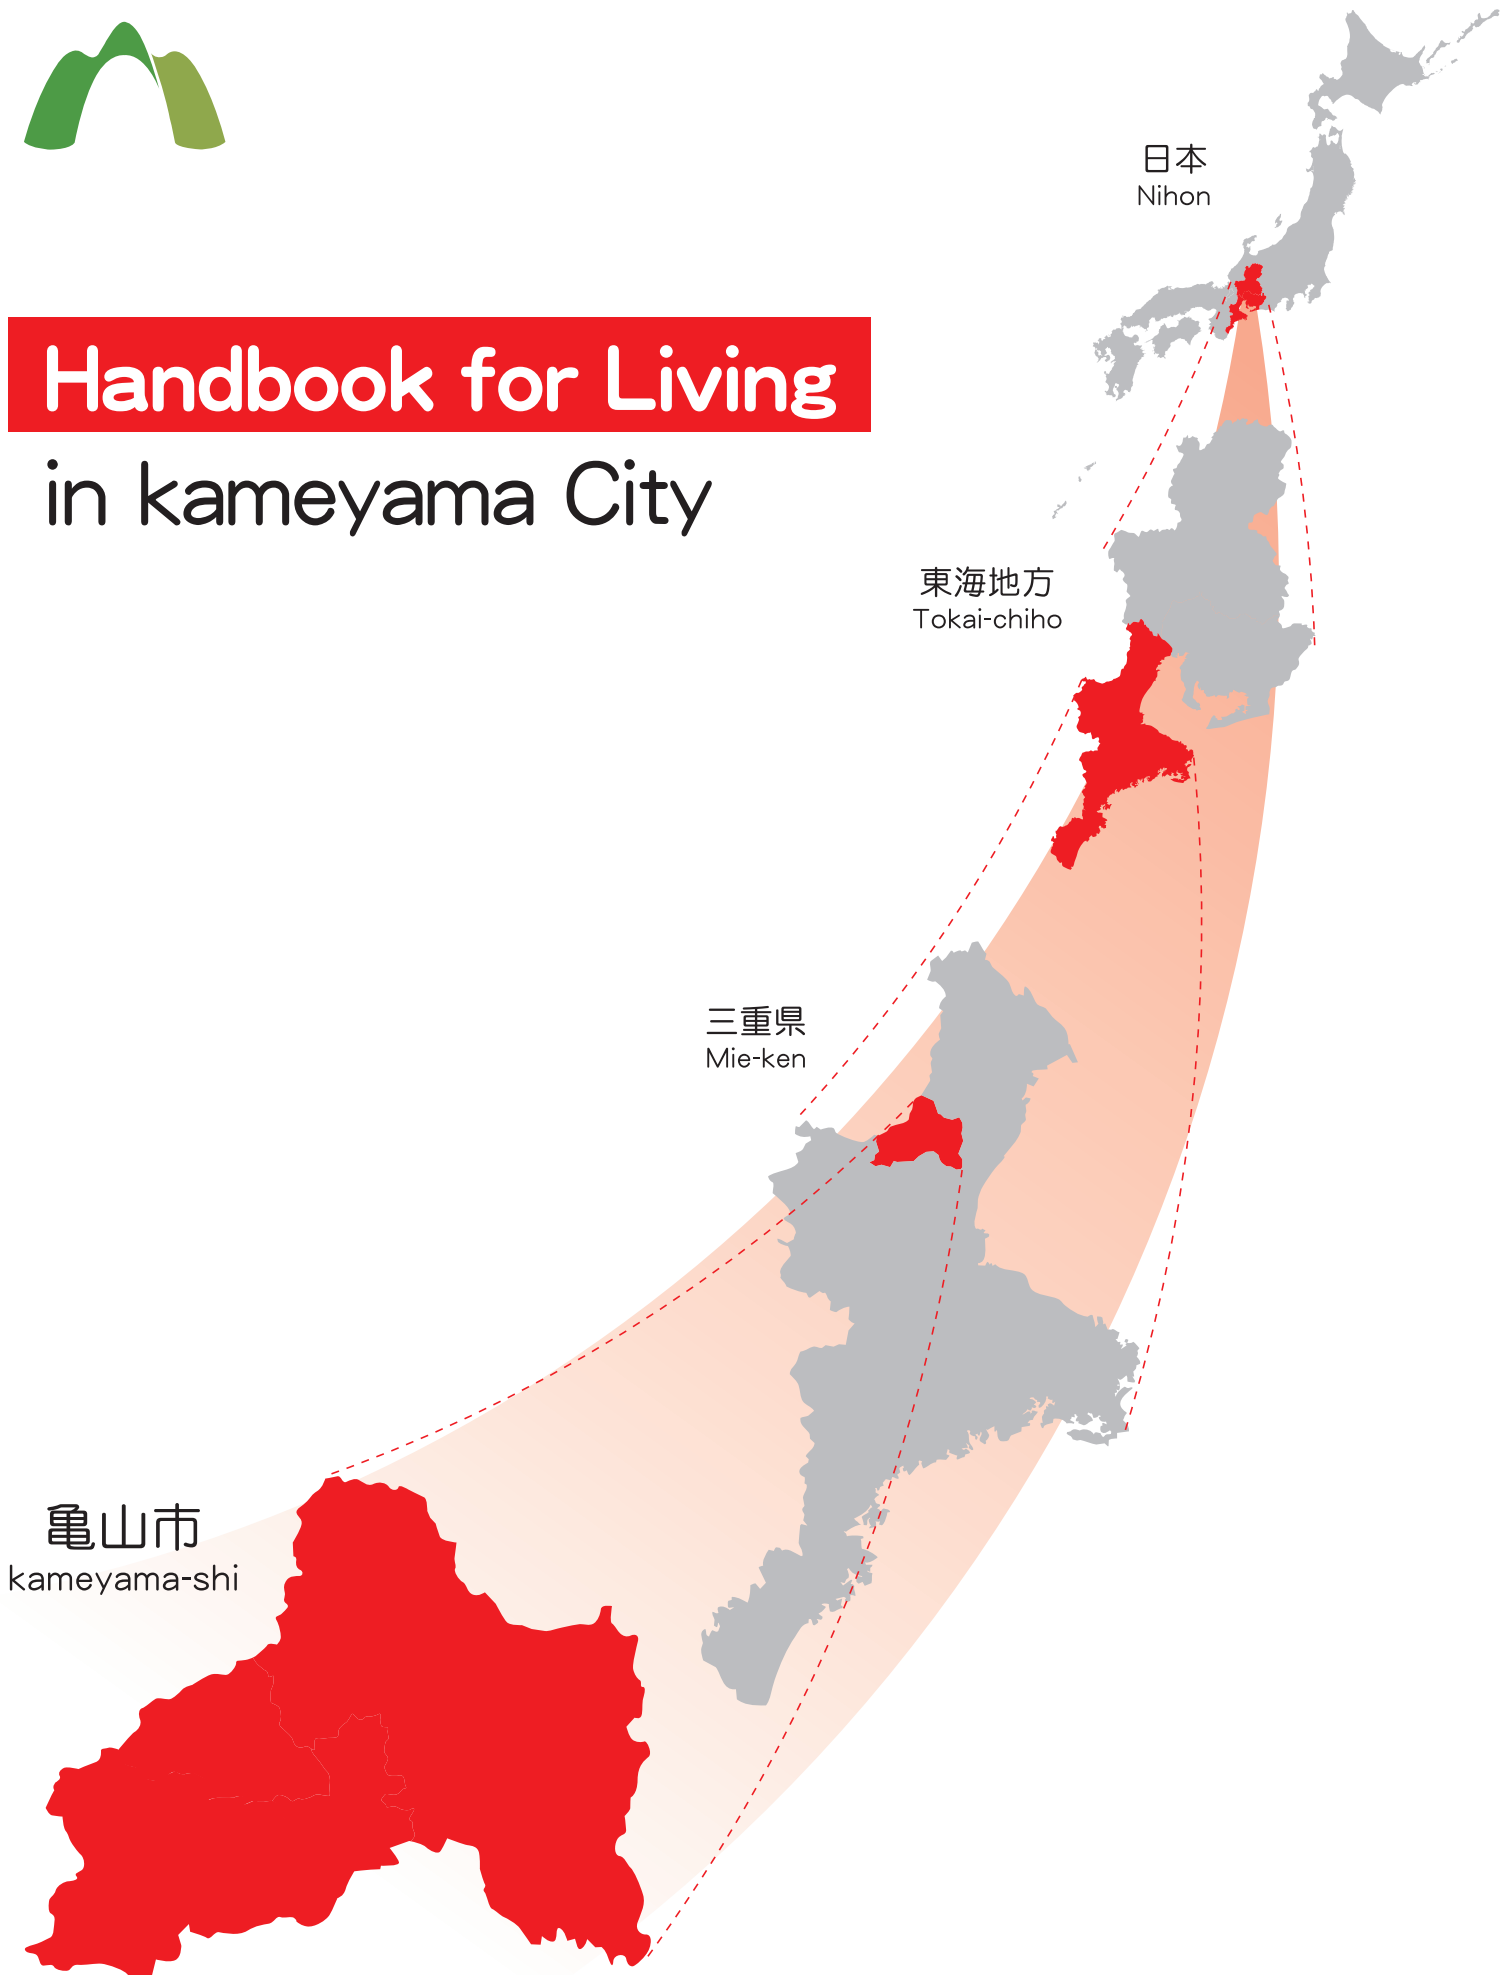 日本
Nihon
Handbook for Living
in kameyama City
東海地方
Tokai-chiho
三重県
Mie-ken
亀山市
kameyama-shi